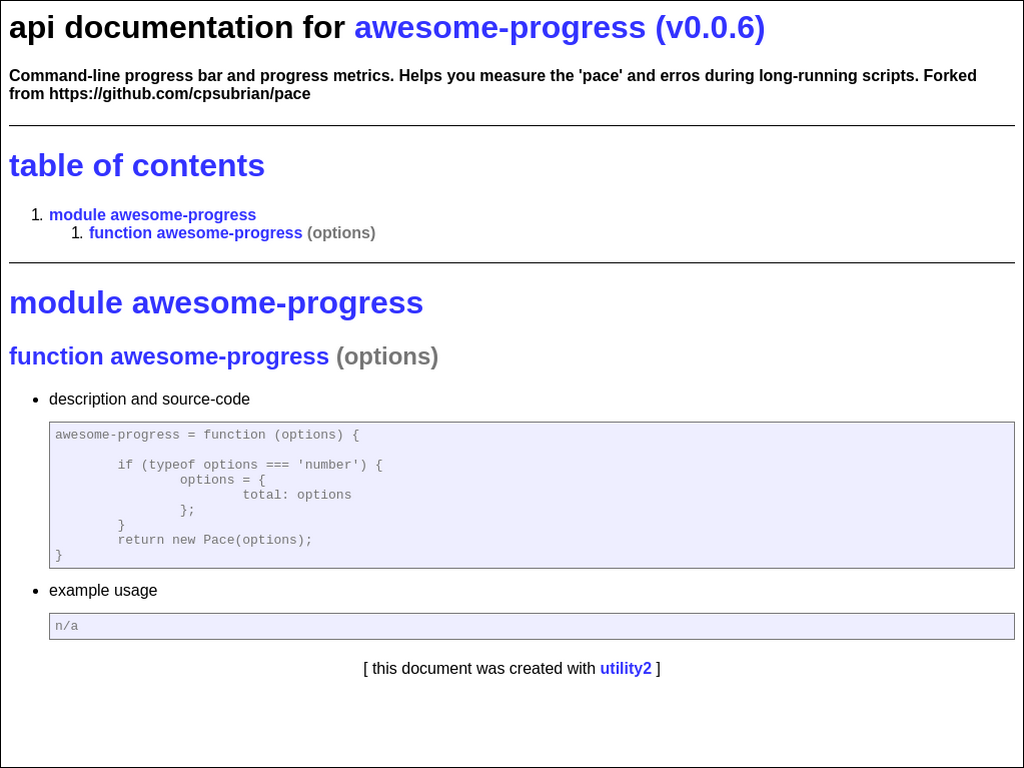 api documentation for awesome-progress (v0.0.6)
Command-line progress bar and progress metrics. Helps you measure the 'pace' and erros during long-running scripts. Forked
from https://github.com/cpsubrian/pace
table of contents
1. module awesome-progress
1. function awesome-progress (options)
module awesome-progress
function awesome-progress (options)
• description and source-code
awesome-progress = function (options) {
if (typeof options === 'number') {
options = {
total: options
};
}
return new Pace(options);
}
• example usage
n/a
[ this document was created with utility2 ]